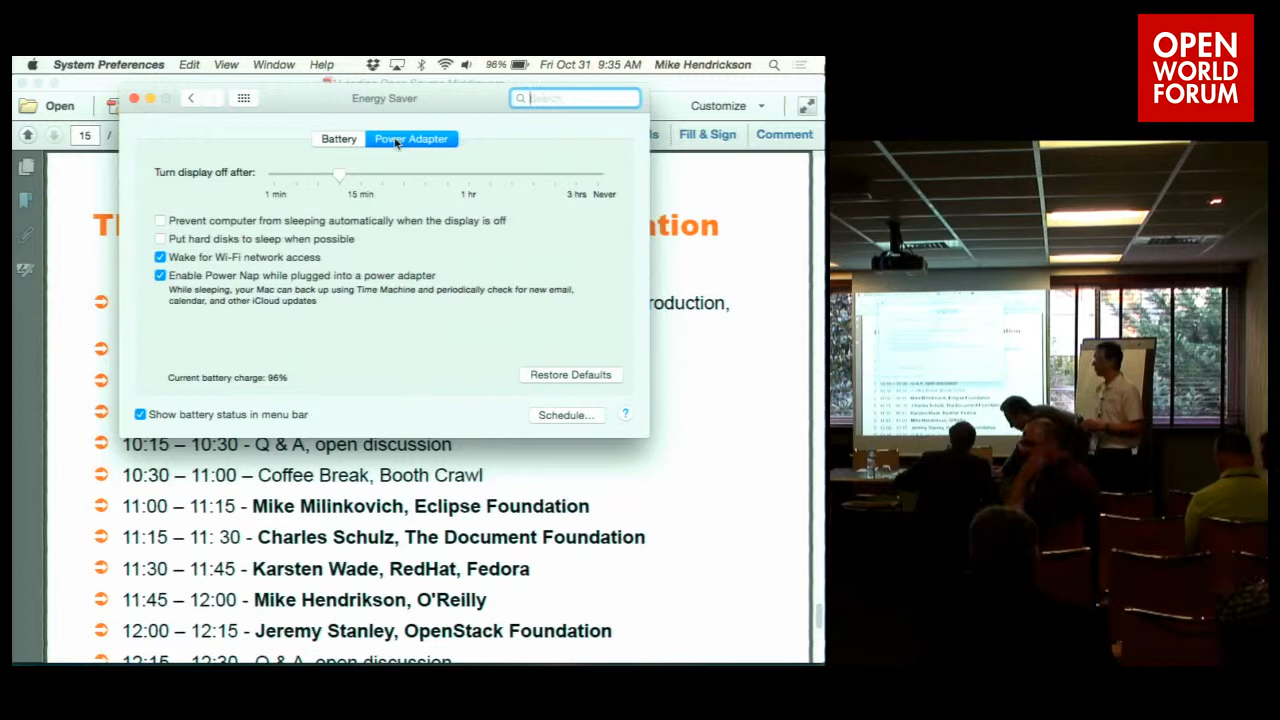 OPEN
WORLD
FORUM
System Preferences Edit View Window Help 96% Fri Oct 31 9:35 AM Mike Hendrickson
Open Energy Saver Search Customize
15 / Fill & Sign Comment
Battery Power Adapter
Turn display off after:
1 min 15 min 1 hr 3 hrs Never
Prevent computer from sleeping automatically when the display is off
Put hard disks to sleep when possible
Wake for Wi-Fi network access
Enable Power Nap while plugged into a power adapter
While sleeping, your Mac can back up using Time Machine and periodically check for new email,
calendar, and other iCloud updates
Current battery charge: 96% Restore Defaults
Show battery status in menu bar Schedule... ?
10:15 – 10:30 - Q & A, open discussion
10:30 – 11:00 – Coffee Break, Booth Crawl
11:00 – 11:15 - Mike Milinkovich, Eclipse Foundation
11:15 – 11: 30 - Charles Schulz, The Document Foundation
11:30 – 11:45 - Karsten Wade, RedHat, Fedora
11:45 – 12:00 - Mike Hendrikson, O'Reilly
12:00 – 12:15 - Jeremy Stanley, OpenStack Foundation
12:15 – 12:30 - Q & A, open discussion